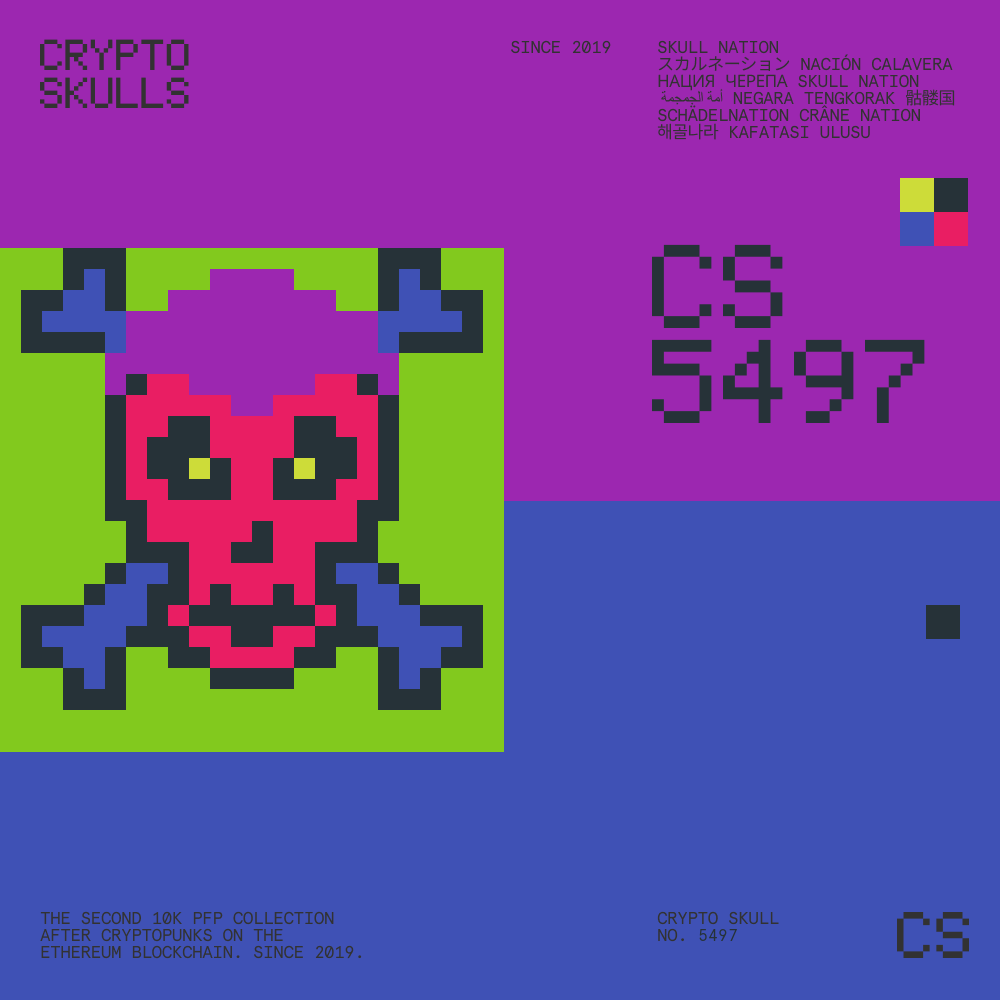 CRYPTO
SKULLS
SINCE 2019
SKULL NATION
スカルネーション NACIÓN CALAVERA
НАЦИЯ ЧЕРЕПА SKULL NATION
أمة الجمجمة NEGARA TENGKORAK 骷髅国
SCHÄDELNATION CRÂNE NATION
해골나라 KAFATASI ULUSU
CS
5497
THE SECOND 10K PFP COLLECTION
AFTER CRYPTOPUNKS ON THE
ETHEREUM BLOCKCHAIN. SINCE 2019.
CRYPTO SKULL
NO. 5497
CS